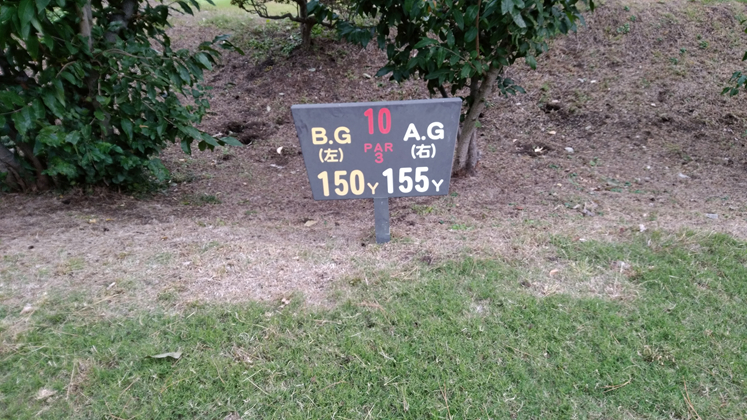 10
B.G PAR A.G
(左) 3 (右)
150Y 155Y